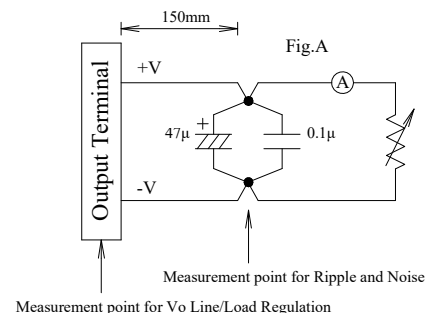 150mm
Fig.A
+V
A
Output Terminal
+
47μ
0.1μ
-V
Measurement point for Ripple and Noise
Measurement point for Vo Line/Load Regulation